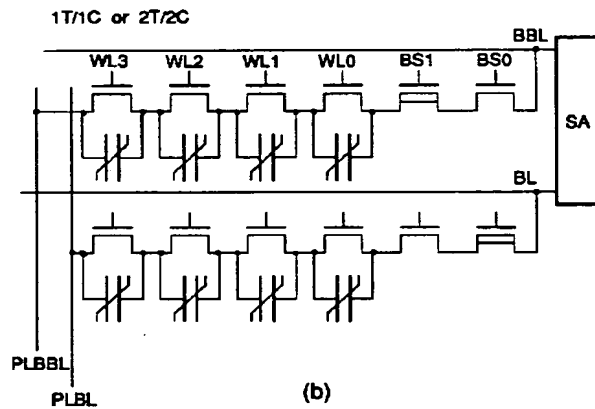 1T/1C or 2T/2C
BBL
WL3 WL2 WL1 WL0 BS1 BS0
SA
BL
PLBBL
PLBL
(b)